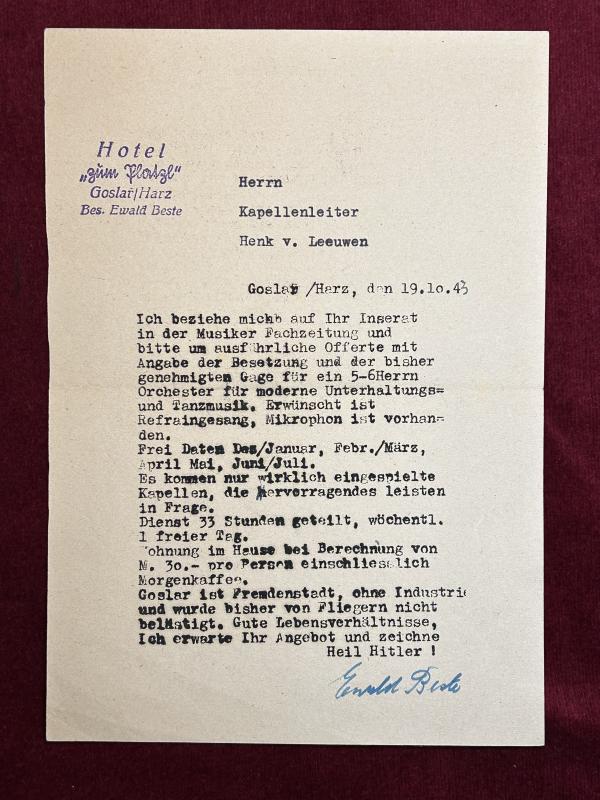 Hotel
„zum Platzl“
Goslar/Harz
Bes. Ewald Beste
Herrn
Kapellenleiter
Henk v. Leeuwen
Goslar /Harz, den 19.10.43
Ich beziehe mich auf Ihr Inserat
in der Musiker Fachzeitung und
bitte um ausführliche Offerte mit
Angabe der Besetzung und der bisher
genehmigten Gage für ein 5-6Herrn
Orchester für moderne Unterhaltungs=
und Tanzmusik. Erwünscht ist
Refraingesang, Mikrophon ist vorhan=
den.
Frei Daten Dez/Januar, Febr./März,
April Mai, Juni/Juli.
Es kommen nur wirklich eingespielte
Kapellen, die Hervorragendes leisten
in Frage.
Dienst 33 Stunden geteilt, wöchentl.
1 freier Tag.
Wohnung im Hause bei Berechnung von
M. 30.- pro Person einschliesslich
Morgenkaffee.
Goslar ist Fremdenstadt, ohne Industrie
und wurde bisher von Fliegern nicht
belästigt. Gute Lebensverhältnisse,
Ich erwarte Ihr Angebot und zeichne
Heil Hitler !
Ewald Beste